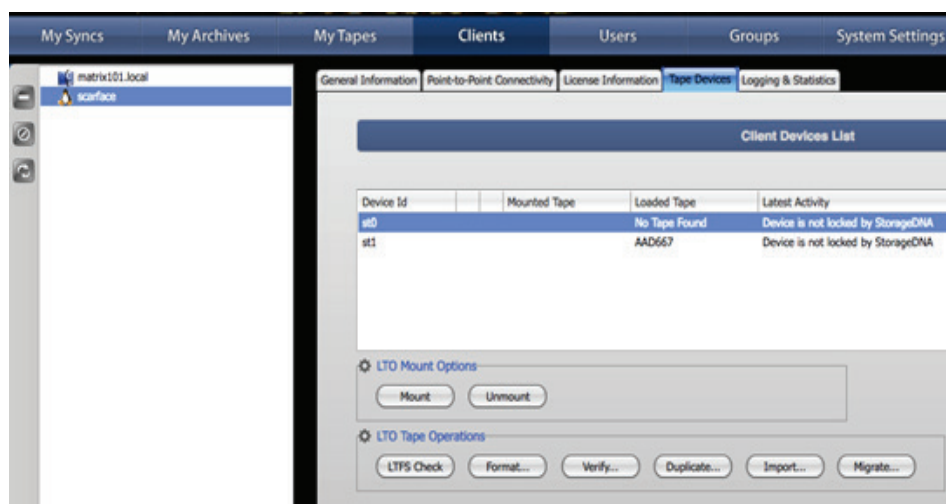 My Syncs My Archives My Tapes Clients Users Groups System Settings
matrix101.local
scarface
General Information Point-to-Point Connectivity License Information Tape Devices Logging & Statistics
Client Devices List
Device Id Mounted Tape Loaded Tape Latest Activity
st0 No Tape Found Device is not locked by StorageDNA
st1 AAD667 Device is not locked by StorageDNA
LTO Mount Options
Mount Unmount
LTO Tape Operations
LTFS Check Format... Verify... Duplicate... Import... Migrate...